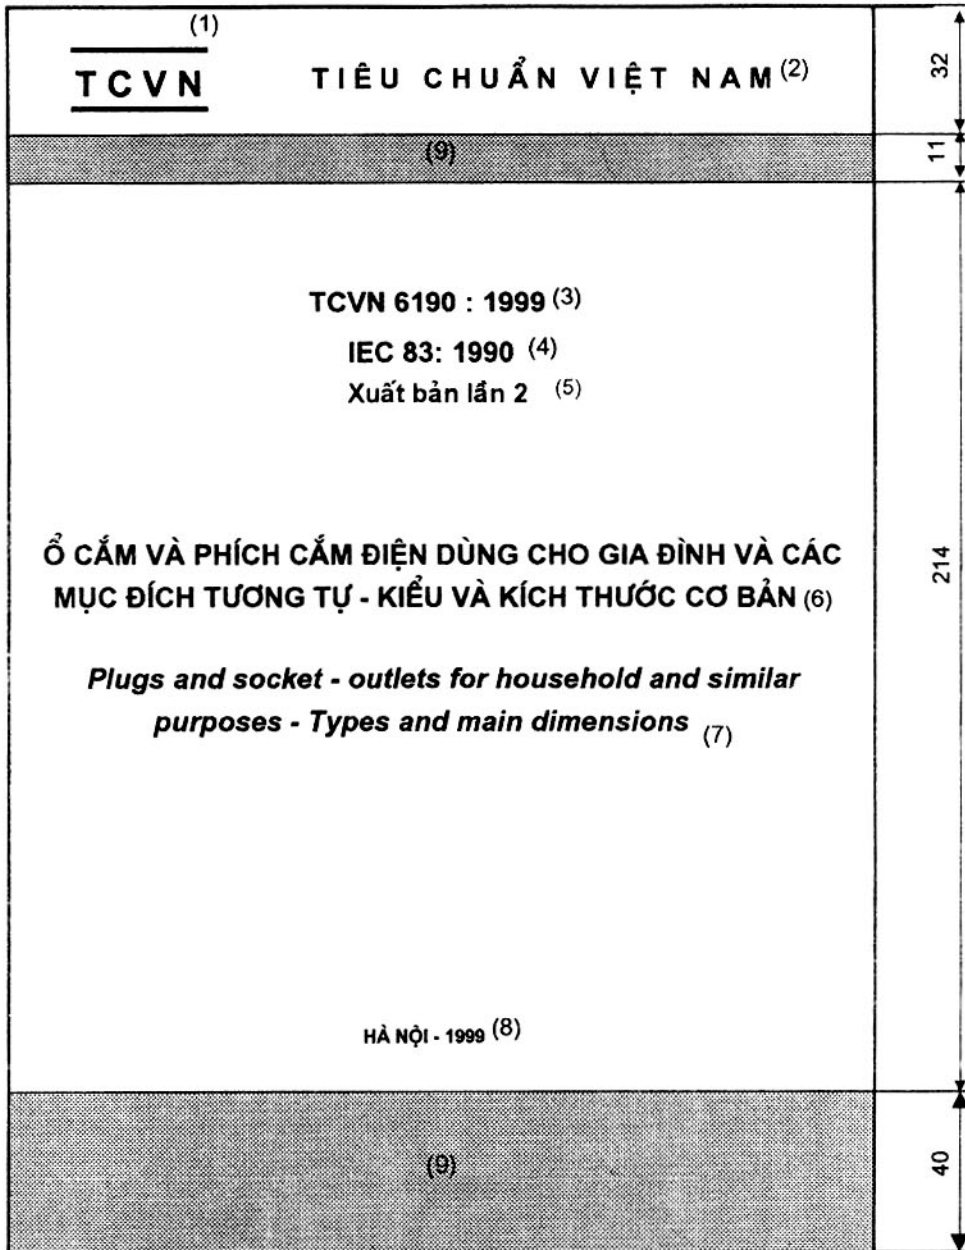 (1)
TCVN TIÊU CHUẨN VIỆT NAM (2)
32
(9)
11
TCVN 6190 : 1999 (3)
IEC 83: 1990 (4)
Xuất bản lần 2 (5)
Ổ CẮM VÀ PHÍCH CẮM ĐIỆN DÙNG CHO GIA ĐÌNH VÀ CÁC
MỤC ĐÍCH TƯƠNG TỰ - KIỂU VÀ KÍCH THƯỚC CƠ BẢN (6)
214
Plugs and socket - outlets for household and similar
purposes - Types and main dimensions (7)
HÀ NỘI - 1999 (8)
(9)
40